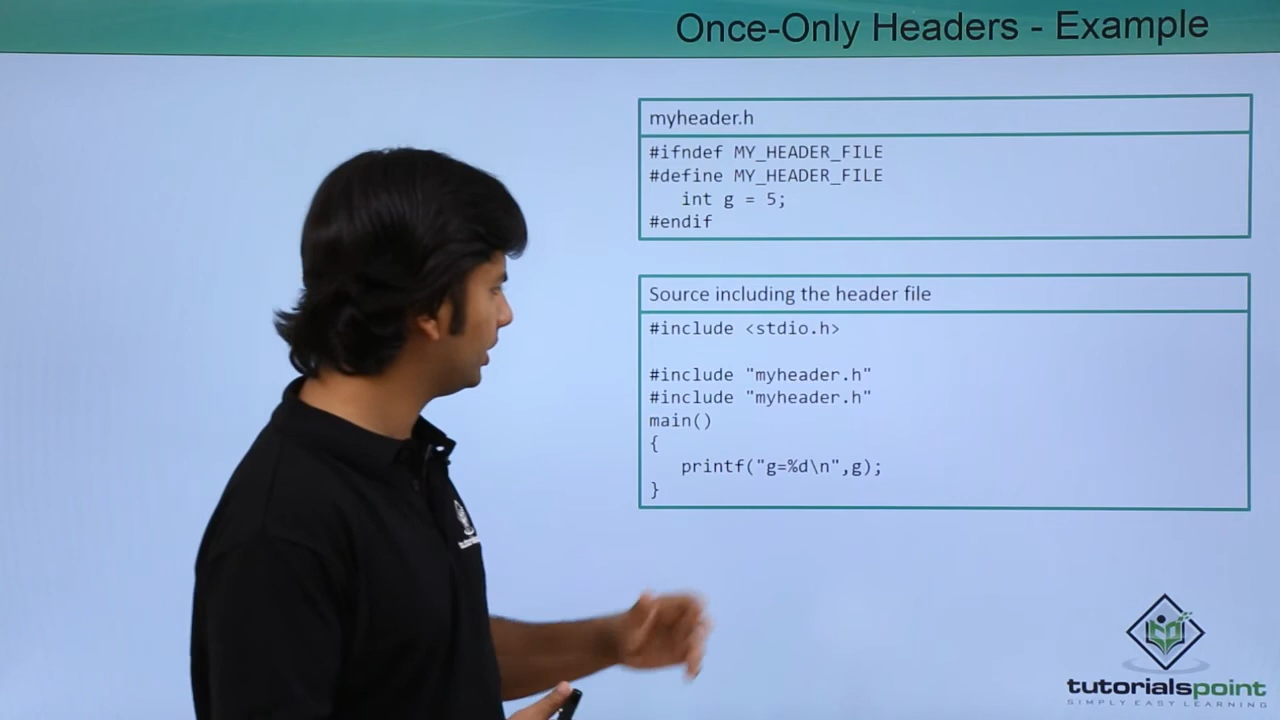 Once-Only Headers - Example
myheader.h
#ifndef MY_HEADER_FILE
#define MY_HEADER_FILE
   int g = 5;
#endif
Source including the header file
#include <stdio.h>
#include "myheader.h"
#include "myheader.h"
main()
{
   printf("g=%d\n",g);
}
tutorialspoint
SIMPLY EASY LEARNING